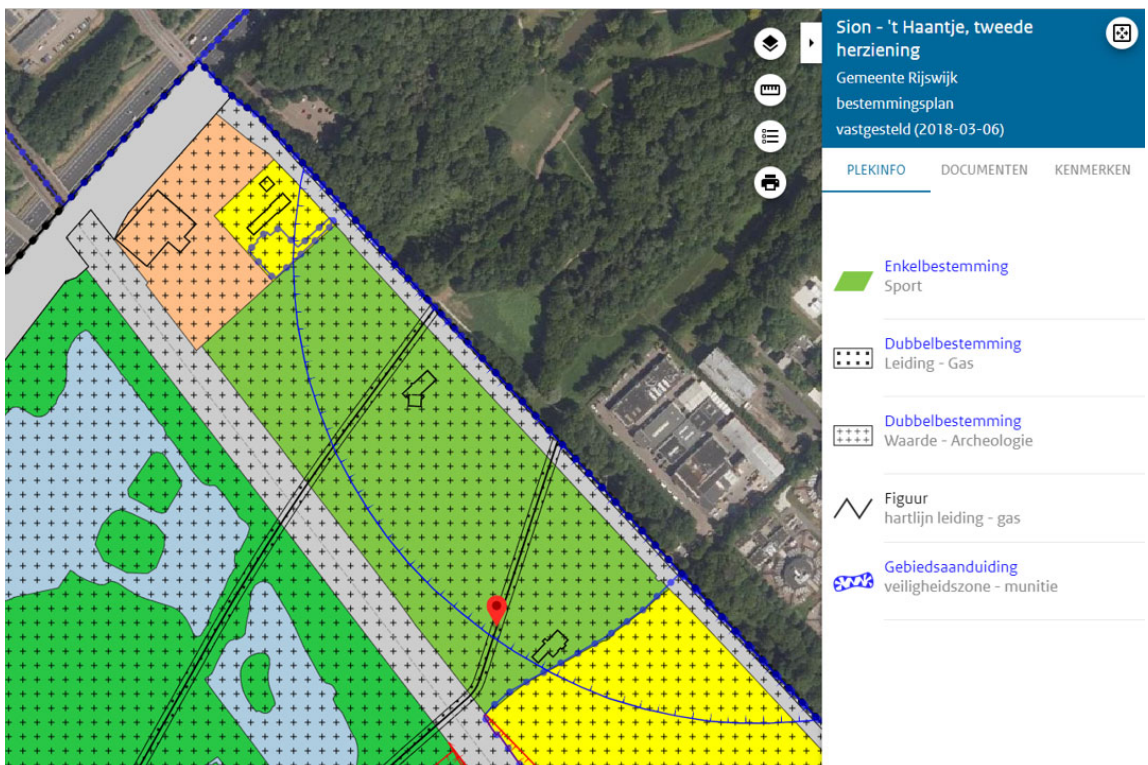 Sion - 't Haantje, tweede
herziening
Gemeente Rijswijk
bestemmingsplan
vastgesteld (2018-03-06)
PLEKINFO DOCUMENTEN KENMERKEN
Enkelbestemming
Sport
Dubbelbestemming
Leiding - Gas
Dubbelbestemming
Waarde - Archeologie
Figuur
hartlijn leiding - gas
Gebiedsaanduiding
veiligheidszone - munitie